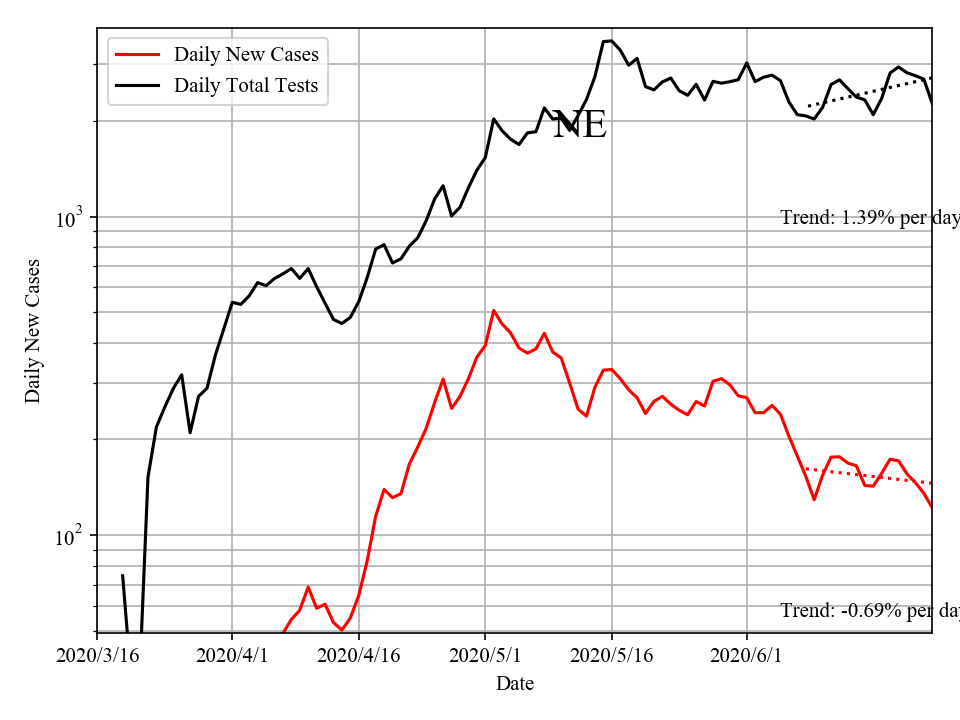 Daily New Cases
Daily Total Tests
NE
10³
Trend: 1.39% per day
Daily New Cases
10²
Trend: -0.69% per day
2020/3/16 2020/4/1 2020/4/16 2020/5/1 2020/5/16 2020/6/1
Date